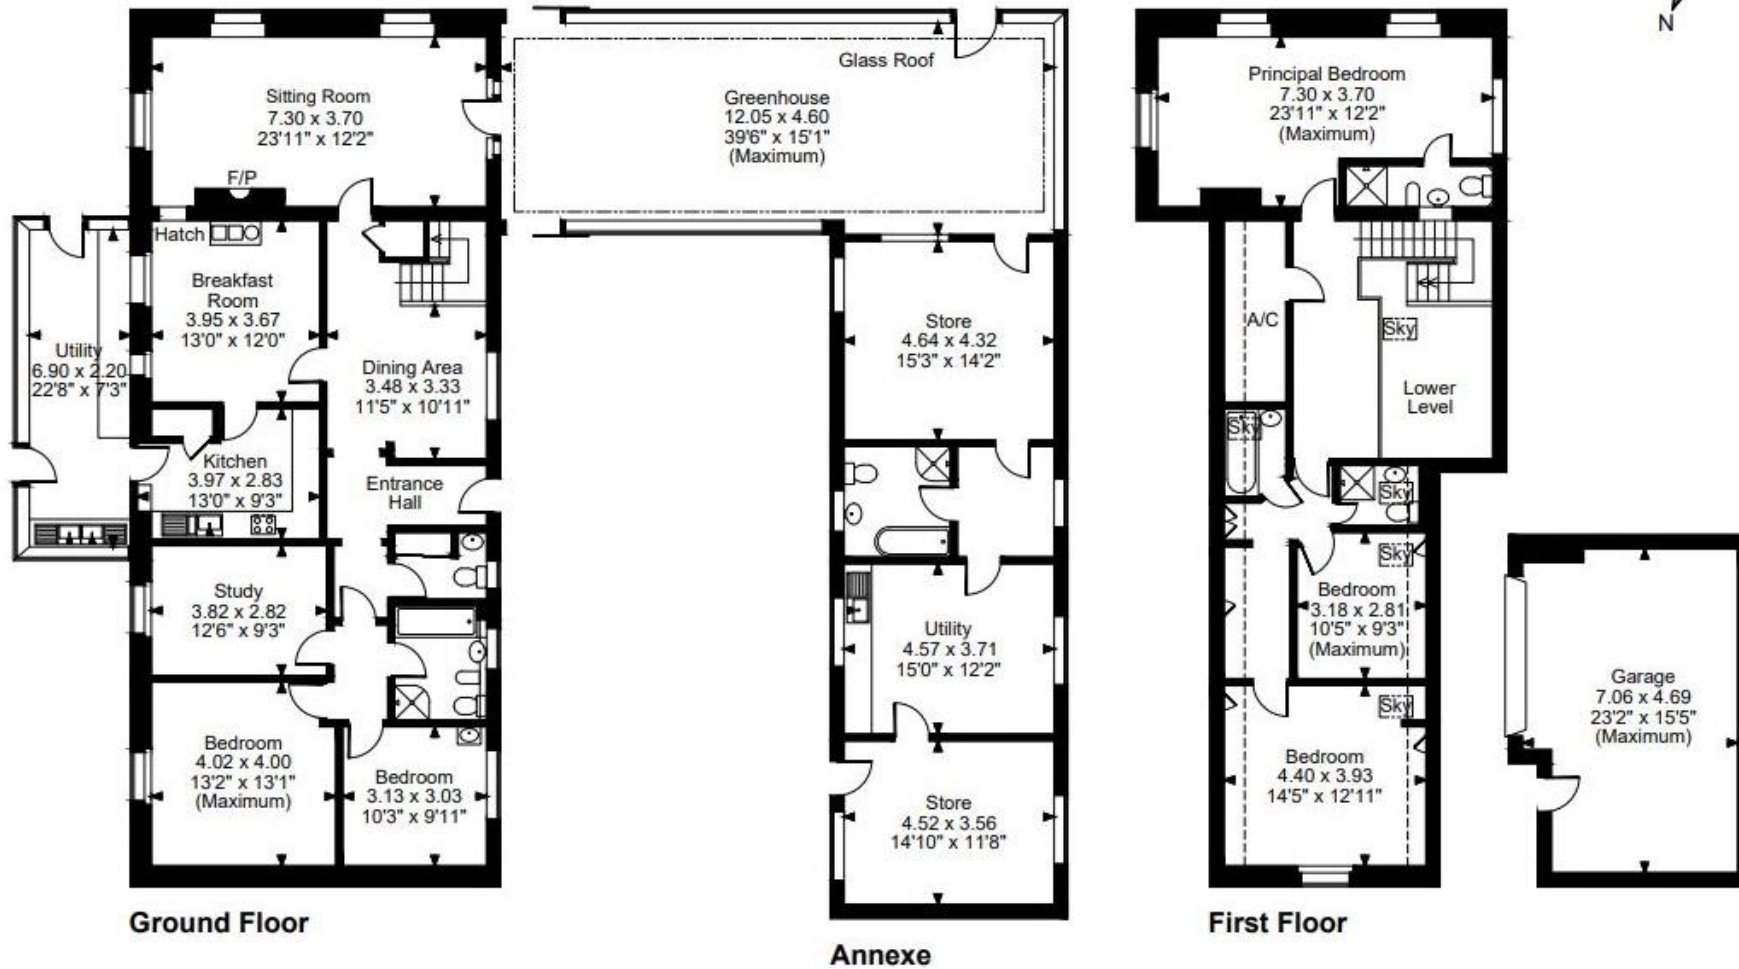 N
Sitting Room
7.30 x 3.70
23'11" x 12'2"
F/P
Hatch
Breakfast
Room
3.95 x 3.67
13'0" x 12'0"
Utility
6.90 x 2.20
22'8" x 7'3"
Dining Area
3.48 x 3.33
11'5" x 10'11"
Kitchen
3.97 x 2.83
13'0" x 9'3"
Entrance
Hall
Study
3.82 x 2.82
12'6" x 9'3"
Bedroom
4.02 x 4.00
13'2" x 13'1"
(Maximum)
Bedroom
3.13 x 3.03
10'3" x 9'11"
Ground Floor
Glass Roof
Greenhouse
12.05 x 4.60
39'6" x 15'1"
(Maximum)
Store
4.64 x 4.32
15'3" x 14'2"
Utility
4.57 x 3.71
15'0" x 12'2"
Store
4.52 x 3.56
14'10" x 11'8"
Annexe
Principal Bedroom
7.30 x 3.70
23'11" x 12'2"
(Maximum)
A/C
Sky
Lower
Level
Sky
Sky
Sky
Bedroom
3.18 x 2.81
10'5" x 9'3"
(Maximum)
Sky
Bedroom
4.40 x 3.93
14'5" x 12'11"
First Floor
Garage
7.06 x 4.69
23'2" x 15'5"
(Maximum)